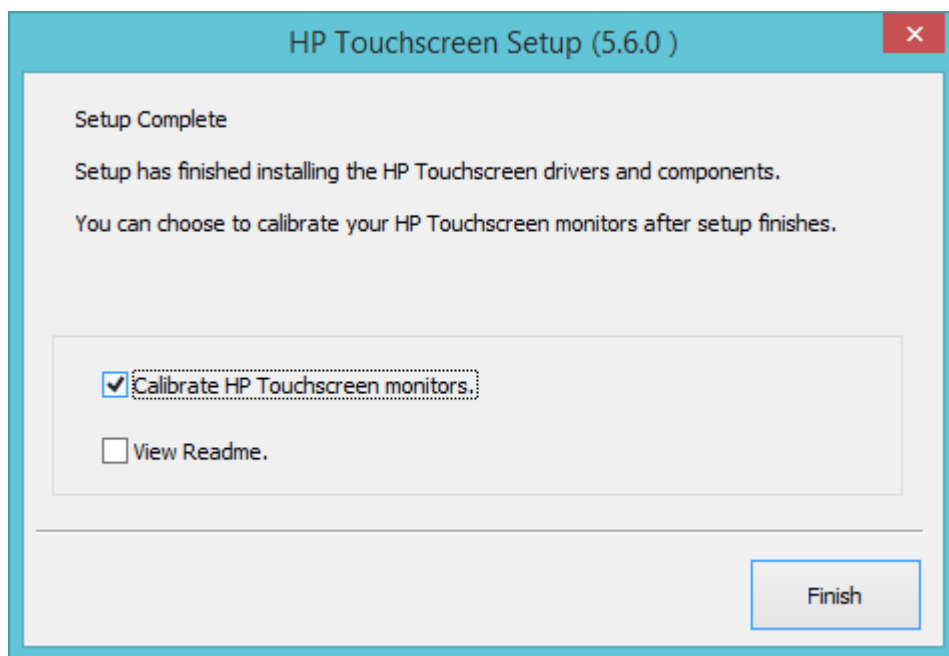 HP Touchscreen Setup (5.6.0 )
Setup Complete
Setup has finished installing the HP Touchscreen drivers and components.
You can choose to calibrate your HP Touchscreen monitors after setup finishes.
Calibrate HP Touchscreen monitors.
View Readme.
Finish